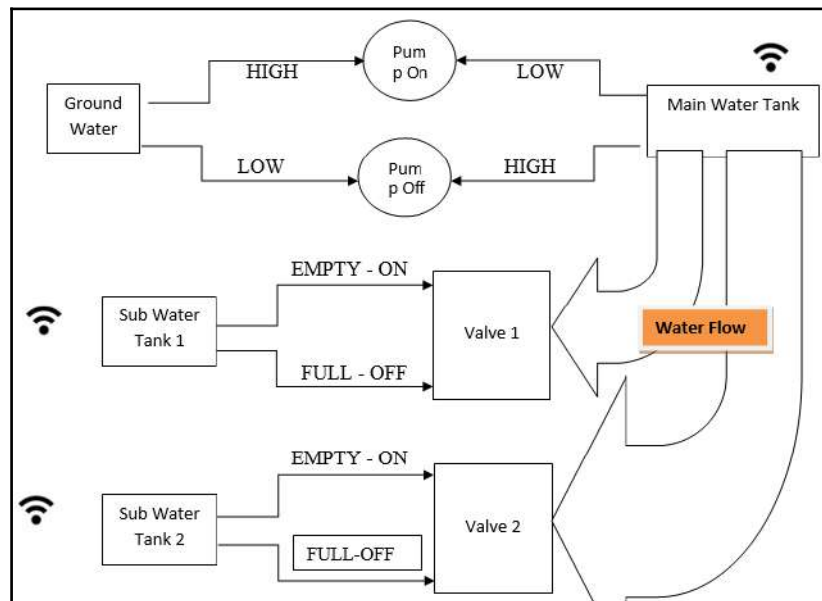 Pum
p On
HIGH
LOW
Ground
Water
Main Water Tank
LOW
Pum
p Off
HIGH
EMPTY - ON
Sub Water
Tank 1
Valve 1
Water Flow
FULL - OFF
EMPTY - ON
Sub Water
Tank 2
Valve 2
FULL-OFF